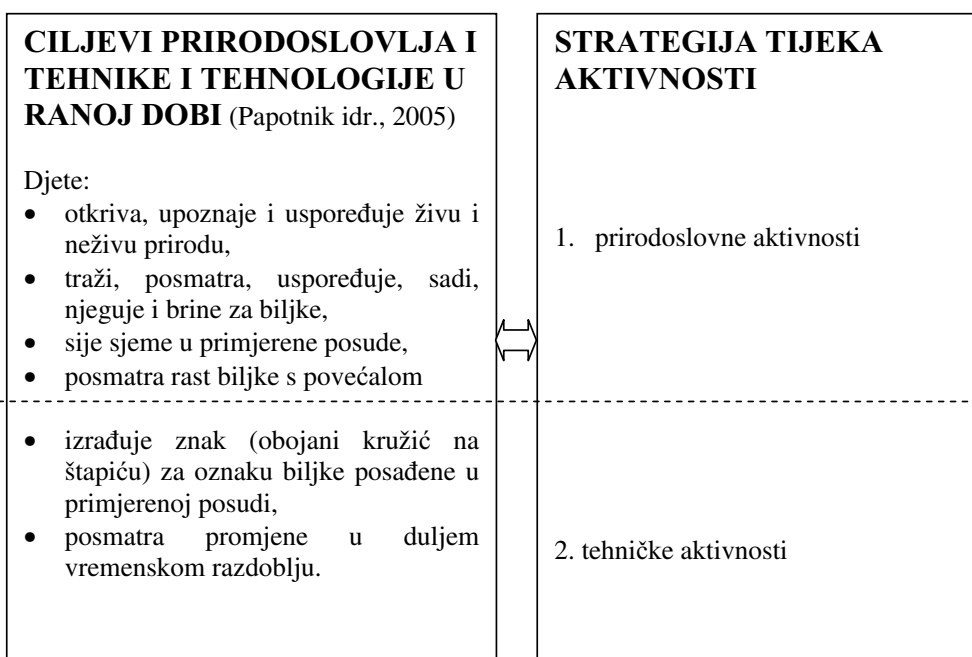 CILJEVI PRIRODOSLOVLJA I
TEHNIKE I TEHNOLOGIJE U
RANOJ DOBI (Papotnik idr., 2005)
Djete:
• otkriva, upoznaje i uspoređuje živu i
neživu prirodu,
• traži, posmatra, uspoređuje, sadi,
njeguje i brine za biljke,
• sije sjeme u primjerene posude,
• posmatra rast biljke s povećalom
• izrađuje znak (obojani kružić na
štapiću) za oznaku biljke posađene u
primjerenoj posudi,
• posmatra promjene u duljem
vremenskom razdoblju.
STRATEGIJA TIJEKA
AKTIVNOSTI
1. prirodoslovne aktivnosti
2. tehničke aktivnosti